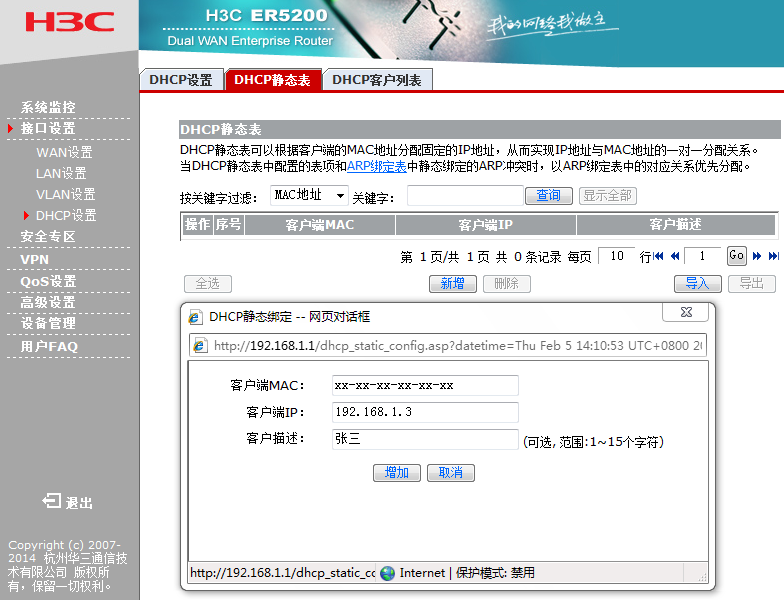 H3C
H3C ER5200
Dual WAN Enterprise Router
我的网络我做主
DHCP设置 DHCP静态表 DHCP客户列表
系统监控
接口设置
WAN设置
LAN设置
VLAN设置
DHCP设置
安全专区
VPN
QoS设置
高级设置
设备管理
用户FAQ
退出
Copyright (c) 2007-
2014 杭州华三通信技
术有限公司 版权所
有，保留一切权利。
DHCP静态表
DHCP静态表可以根据客户端的MAC地址分配固定的IP地址，从而实现IP地址与MAC地址的一对一分配关系。
当DHCP静态表中配置的表项和ARP绑定表中静态绑定的ARP冲突时，以ARP绑定表中的对应关系优先分配。
按关键字过滤： MAC地址 关键字： 查询 显示全部
操作 序号 客户端MAC 客户端IP 客户描述
第 1 页/共 1 页 共 0 条记录 每页 10 行 1 Go
全选 新增 删除 导入 导出
DHCP静态绑定 -- 网页对话框
http://192.168.1.1/dhcp_static_config.asp?datetime=Thu Feb 5 14:10:53 UTC+0800 20
客户端MAC： xx-xx-xx-xx-xx-xx
客户端IP： 192.168.1.3
客户描述： 张三 (可选, 范围:1~15个字符)
增加 取消
http://192.168.1.1/dhcp_static_co Internet | 保护模式: 禁用